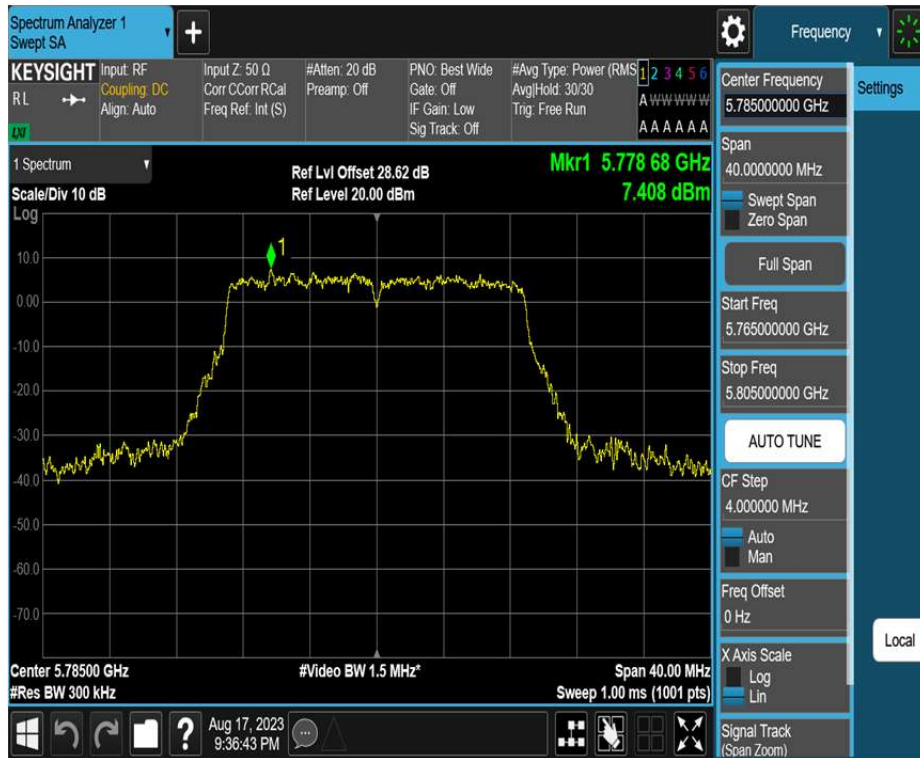 Spectrum Analyzer 1
Swept SA
Frequency
KEYSIGHT
R L
LXI
Input: RF
Coupling: DC
Align: Auto
Input Z: 50 Ω
Corr CCorr RCal
Freq Ref: Int (S)
#Atten: 20 dB
Preamp: Off
PNO: Best Wide
Gate: Off
IF Gain: Low
Sig Track: Off
#Avg Type: Power (RMS
Avg|Hold: 30/30
Trig: Free Run
1 2 3 4 5 6
A W W W W W
A A A A A A
Settings
Center Frequency
5.785000000 GHz
Span
40.0000000 MHz
Swept Span
Zero Span
Full Span
Start Freq
5.765000000 GHz
Stop Freq
5.805000000 GHz
AUTO TUNE
CF Step
4.000000 MHz
Auto
Man
Freq Offset
0 Hz
X Axis Scale
Log
Lin
Signal Track
(Span Zoom)
Local
1 Spectrum
Scale/Div 10 dB
Log
Ref Lvl Offset 28.62 dB
Ref Level 20.00 dBm
Mkr1 5.778 68 GHz
7.408 dBm
1
10.0
0.00
-10.0
-20.0
-30.0
-40.0
-50.0
-60.0
-70.0
Center 5.78500 GHz
#Res BW 300 kHz
#Video BW 1.5 MHz*
Span 40.00 MHz
Sweep 1.00 ms (1001 pts)
?
Aug 17, 2023
9:36:43 PM